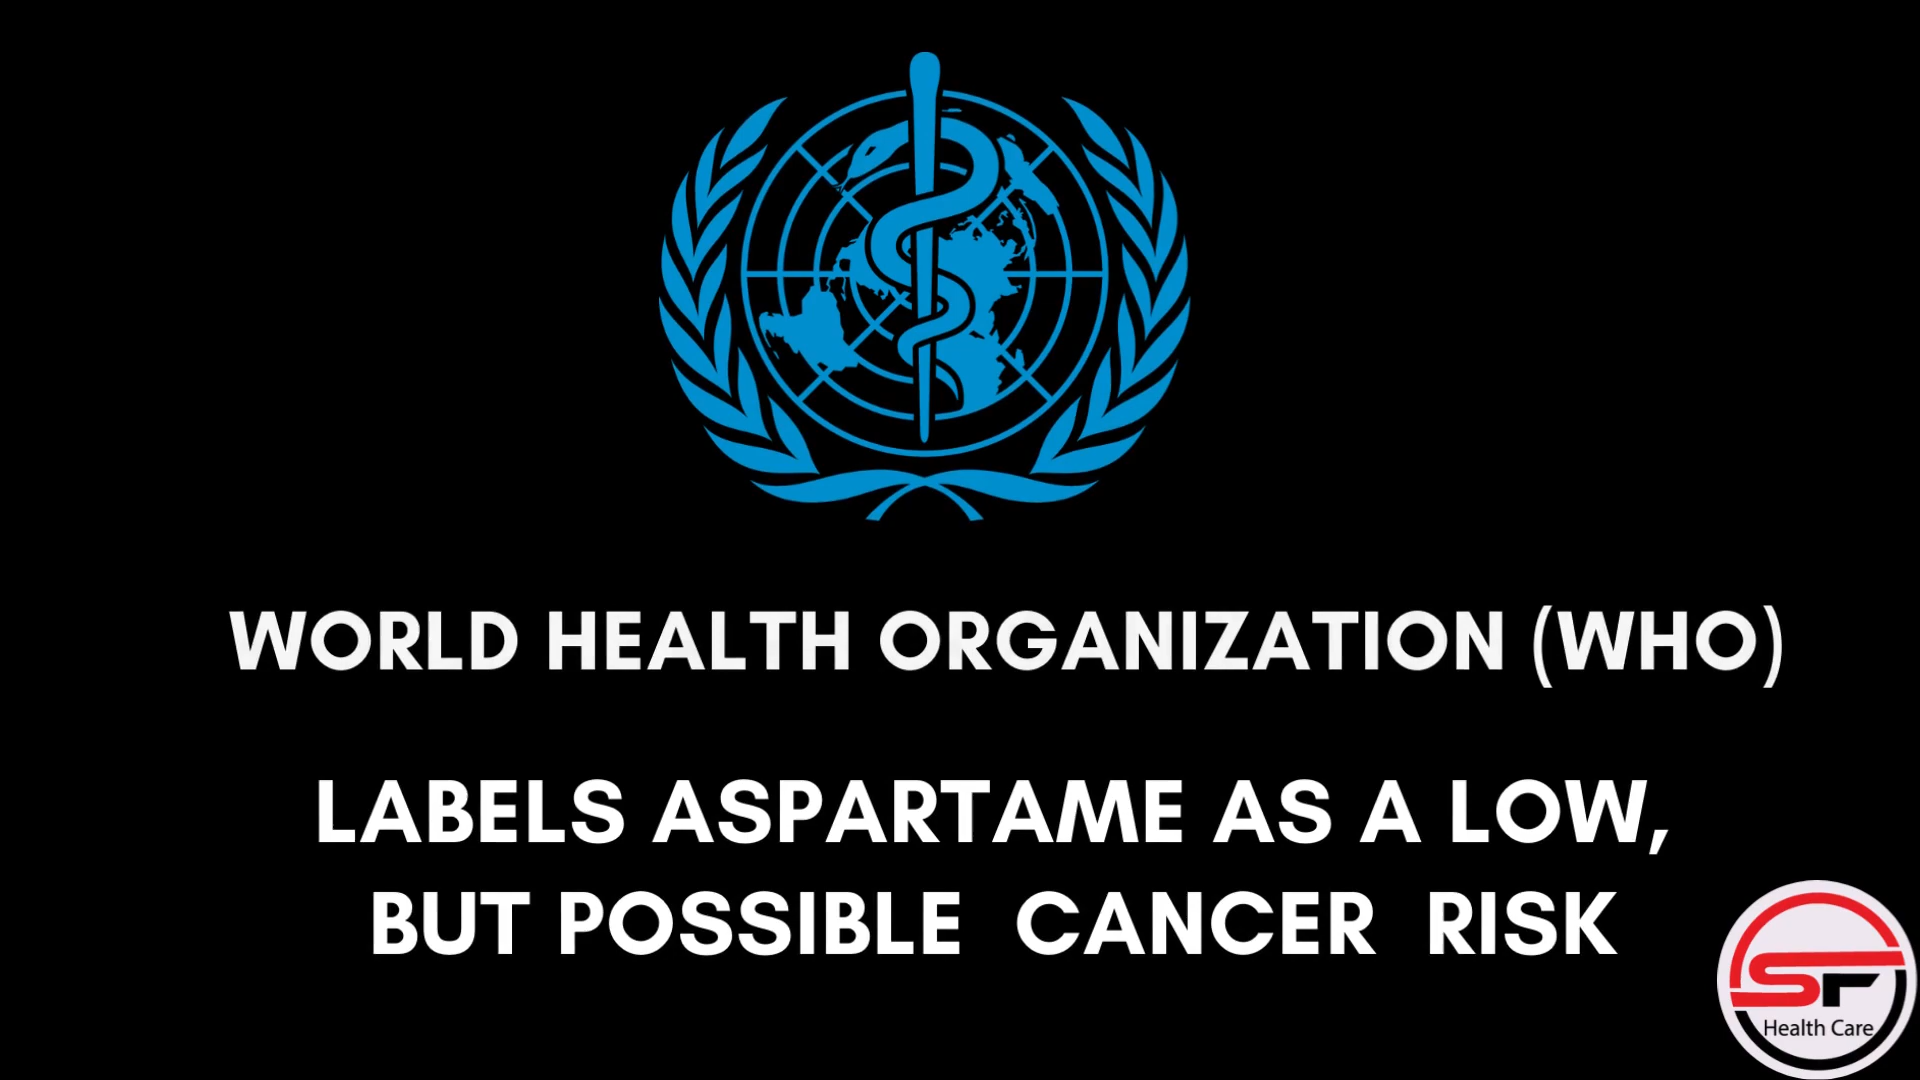 WORLD HEALTH ORGANIZATION (WHO)
LABELS ASPARTAME AS A LOW,
BUT POSSIBLE CANCER RISK
SF
Health Care